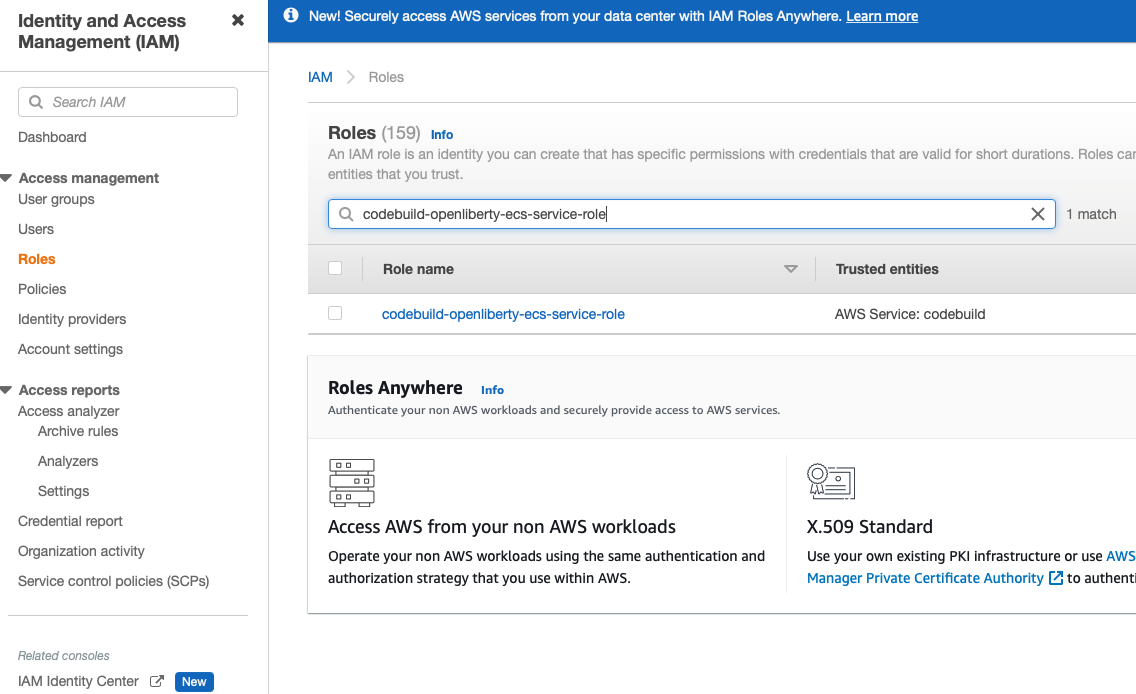 Identity and Access
Management (IAM)
Search IAM
Dashboard
Access management
User groups
Users
Roles
Policies
Identity providers
Account settings
Access reports
Access analyzer
Archive rules
Analyzers
Settings
Credential report
Organization activity
Service control policies (SCPs)
Related consoles
IAM Identity Center
New
New! Securely access AWS services from your data center with IAM Roles Anywhere. Learn more
IAM > Roles
Roles (159) Info
An IAM role is an identity you can create that has specific permissions with credentials that are valid for short durations. Roles can
entities that you trust.
codebuild-openliberty-ecs-service-role
1 match
Role name
Trusted entities
codebuild-openliberty-ecs-service-role
AWS Service: codebuild
Roles Anywhere Info
Authenticate your non AWS workloads and securely provide access to AWS services.
Access AWS from your non AWS workloads
Operate your non AWS workloads using the same authentication and
authorization strategy that you use within AWS.
X.509 Standard
Use your own existing PKI infrastructure or use AWS
Manager Private Certificate Authority to authenti